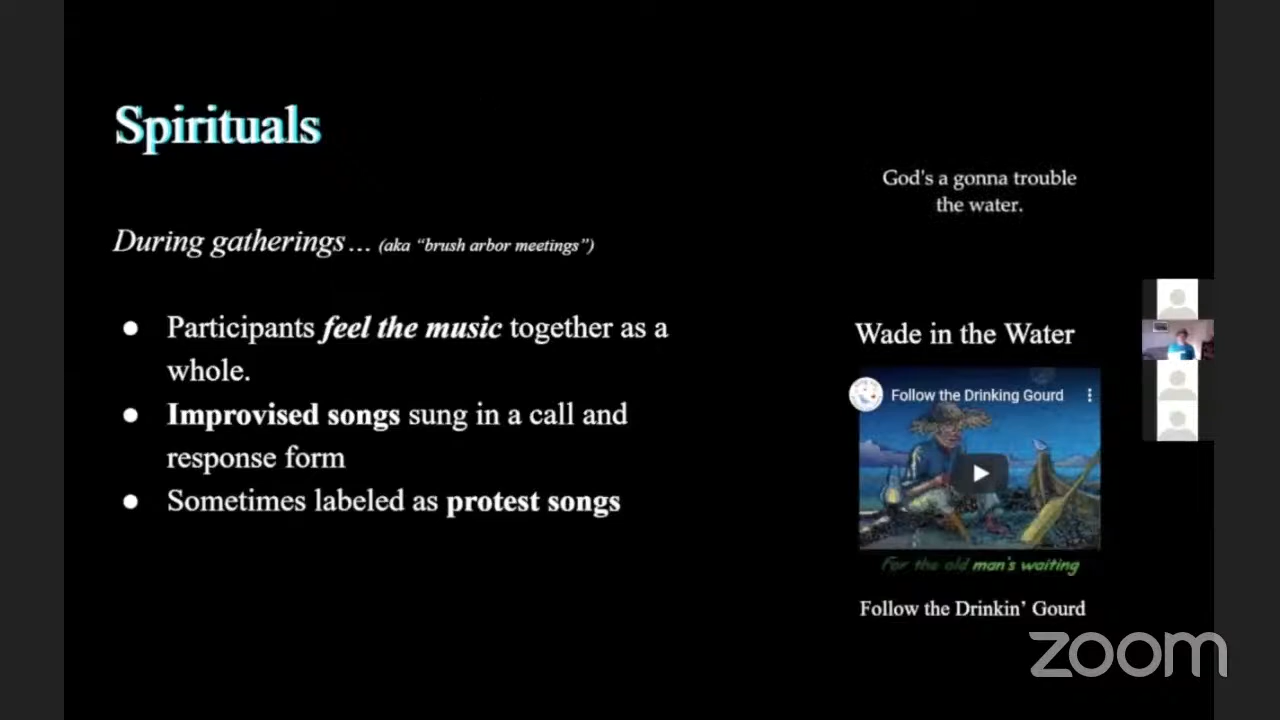 Spirituals
During gatherings… (aka “brush arbor meetings”)
● Participants feel the music together as a
whole.
● Improvised songs sung in a call and
response form
● Sometimes labeled as protest songs
God's a gonna trouble
the water.
Wade in the Water
Follow the Drinking Gourd
For the old man's waiting
Follow the Drinkin’ Gourd
zoom